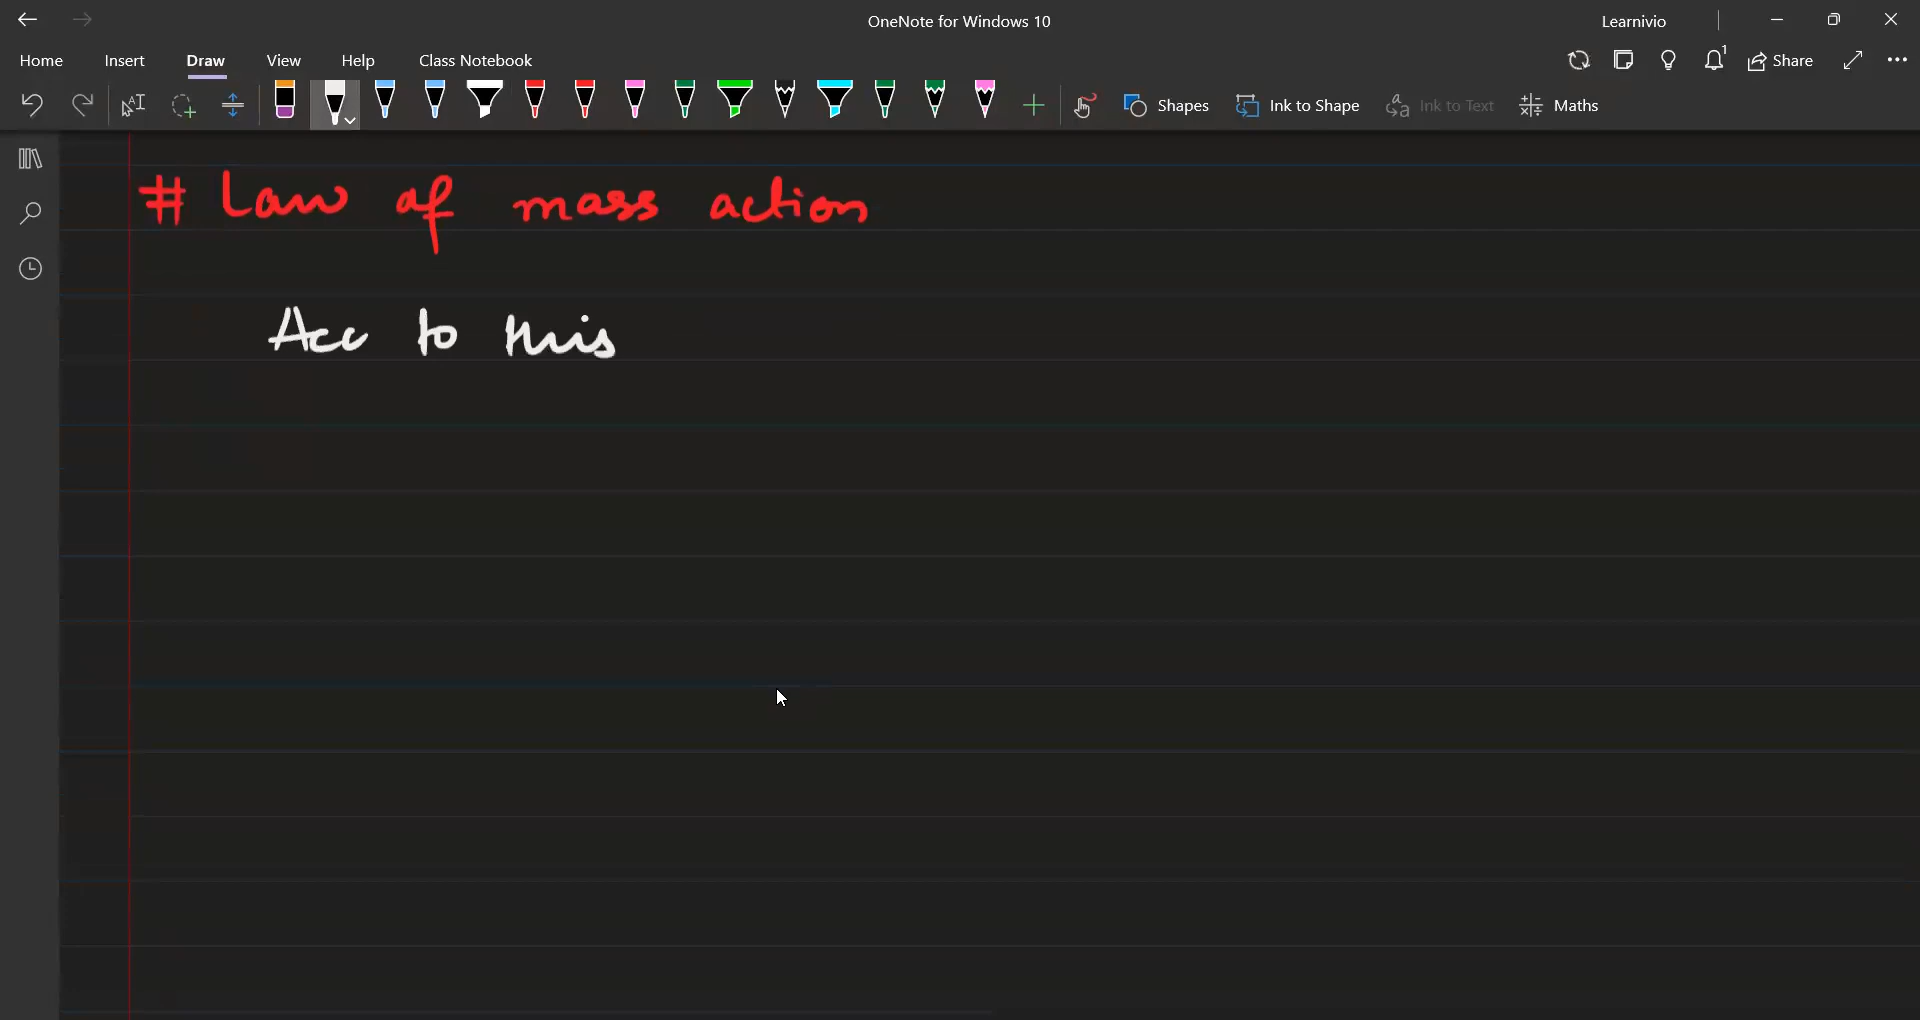 OneNote for Windows 10
Learnivio
Home Insert Draw View Help Class Notebook
1
Share
Shapes Ink to Shape Ink to Text Maths
# Law of mass action
Acc to this